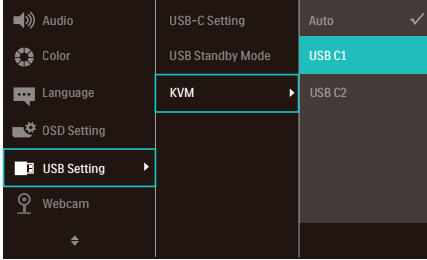 Audio
Color
Language
OSD Setting
USB Setting
Webcam
USB-C Setting
USB Standby Mode
KVM
Auto
USB C1
USB C2